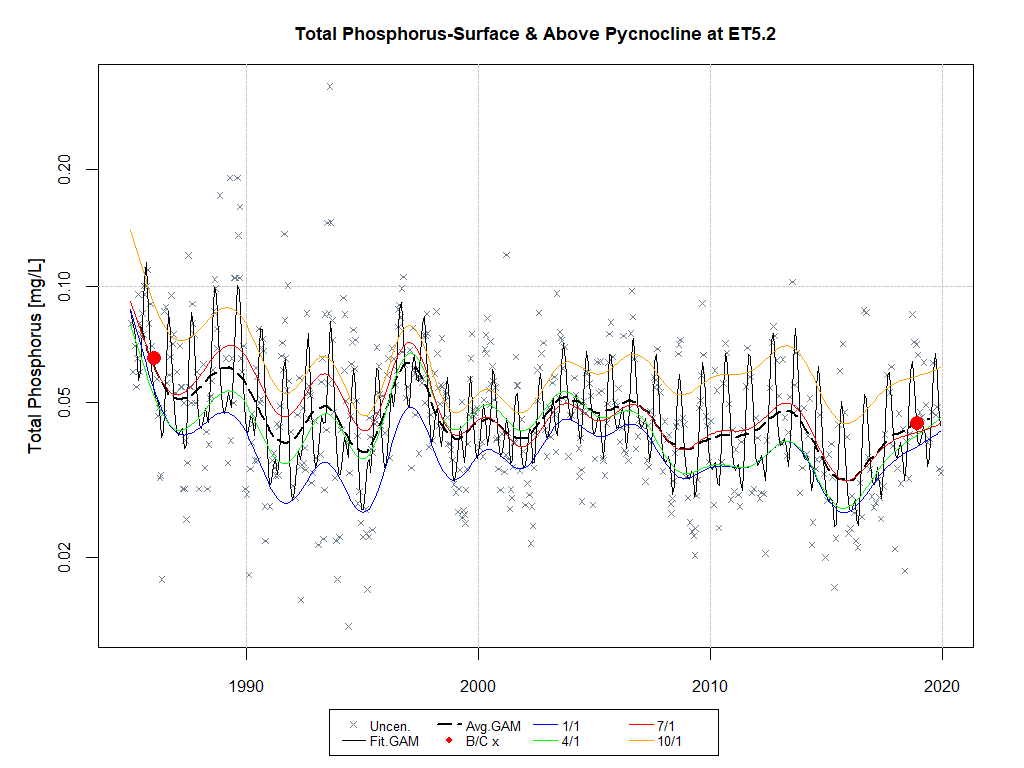 Total Phosphorus-Surface & Above Pycnocline at ET5.2
Total Phosphorus [mg/L]
0.20
0.10
0.05
0.02
1990 2000 2010 2020
Uncen. Avg.GAM 1/1 7/1
Fit.GAM B/C x 4/1 10/1